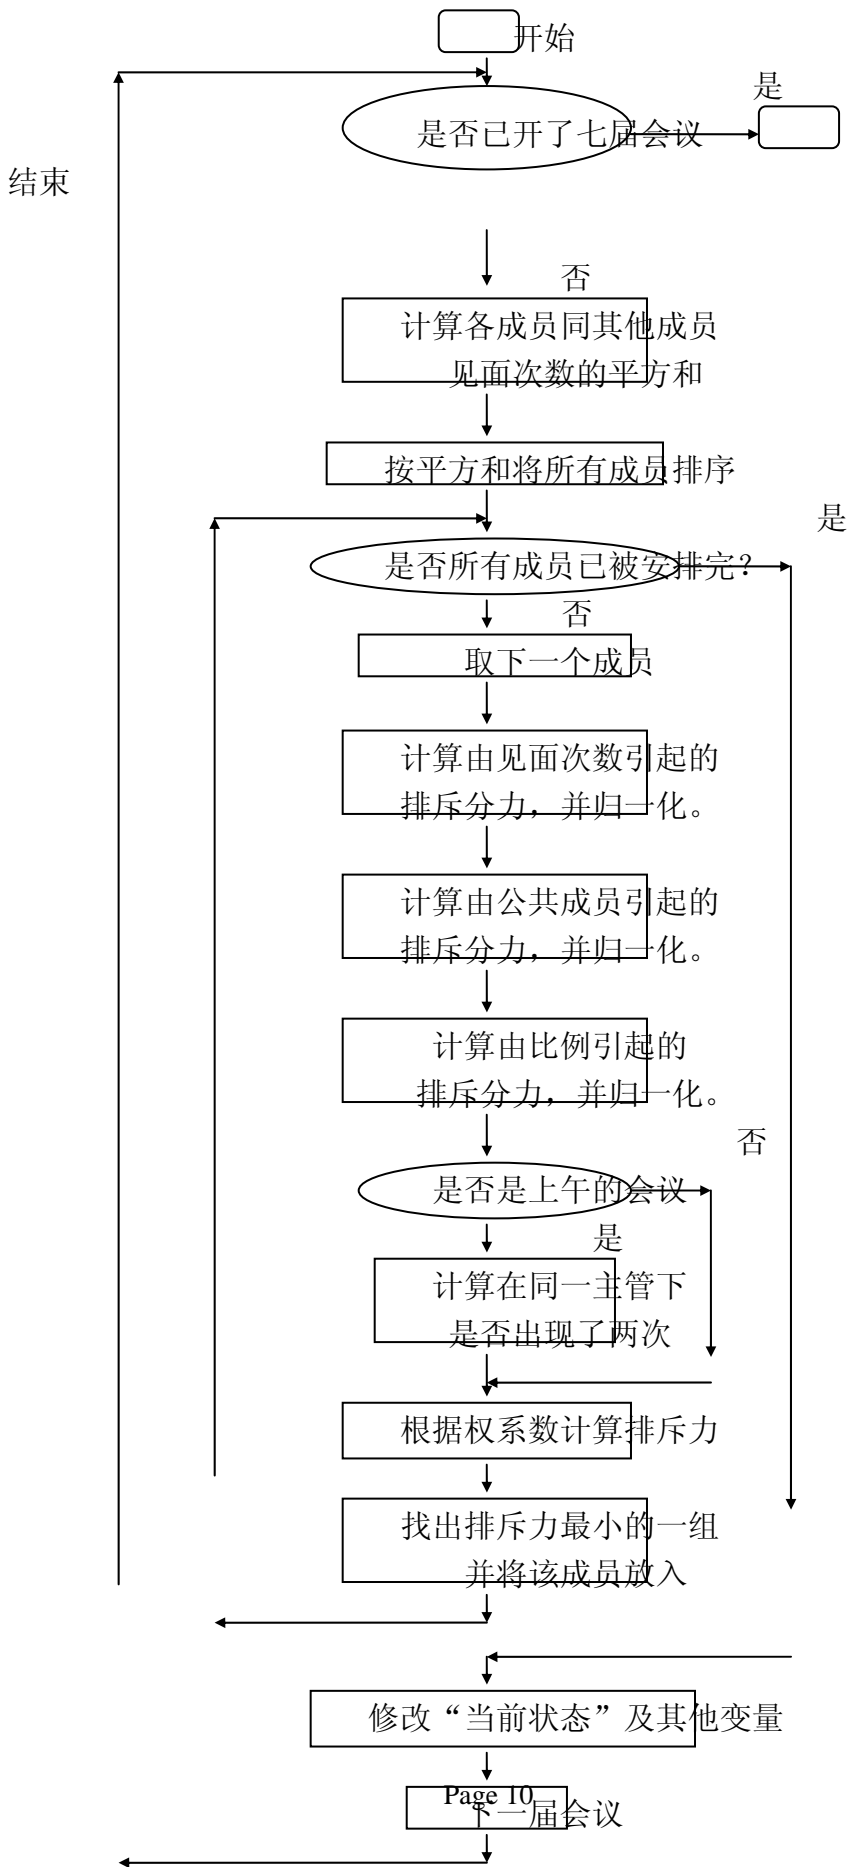 开始
是
是否已开了七届会议
结束
否
计算各成员同其他成员
见面次数的平方和
按平方和将所有成员排序
是
是否所有成员已被安排完？
否
取下一个成员
计算由见面次数引起的
排斥分力，并归一化。
计算由公共成员引起的
排斥分力，并归一化。
计算由比例引起的
排斥分力，并归一化。
否
是否是上午的会议
是
计算在同一主管下
是否出现了两次
根据权系数计算排斥力
找出排斥力最小的一组
并将该成员放入
修改“当前状态”及其他变量
Page 10
下一届会议